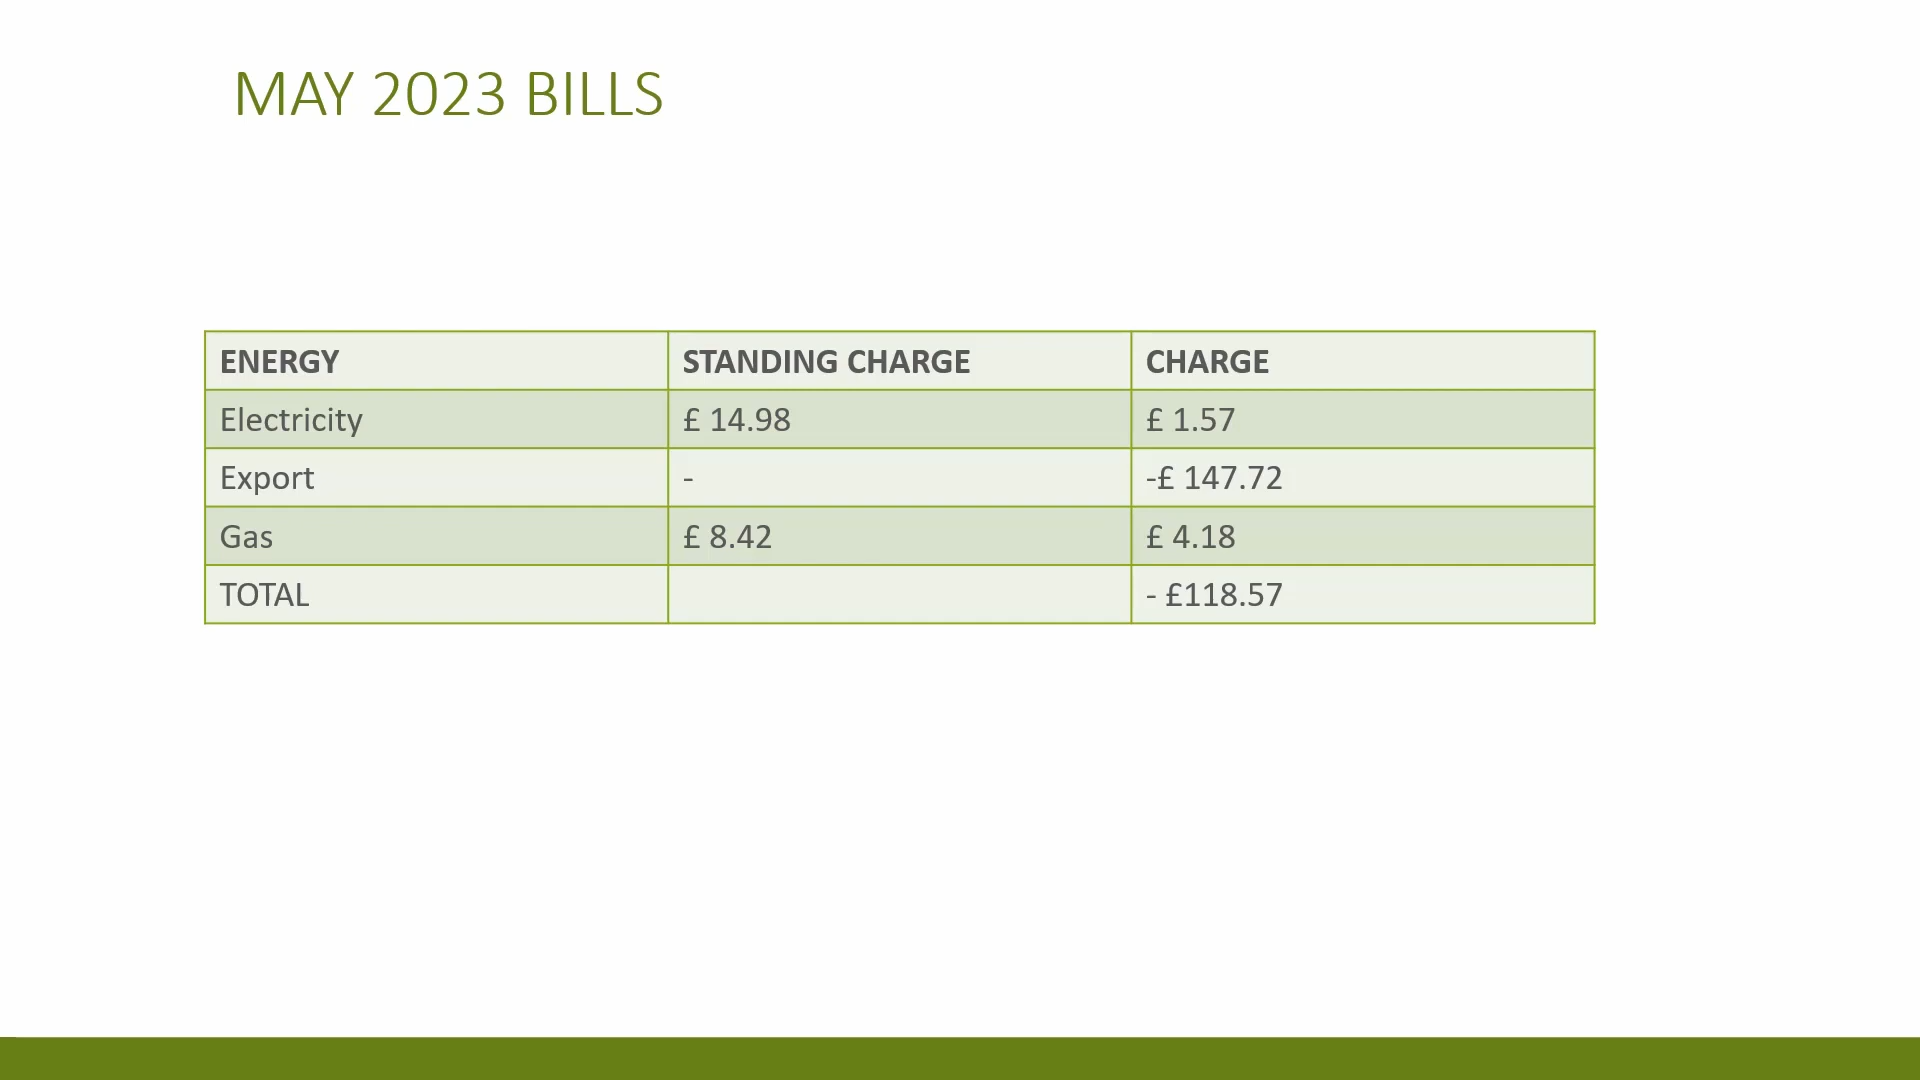 MAY 2023 BILLS
ENERGY STANDING CHARGE CHARGE
Electricity £ 14.98 £ 1.57
Export - -£ 147.72
Gas £ 8.42 £ 4.18
TOTAL - £118.57